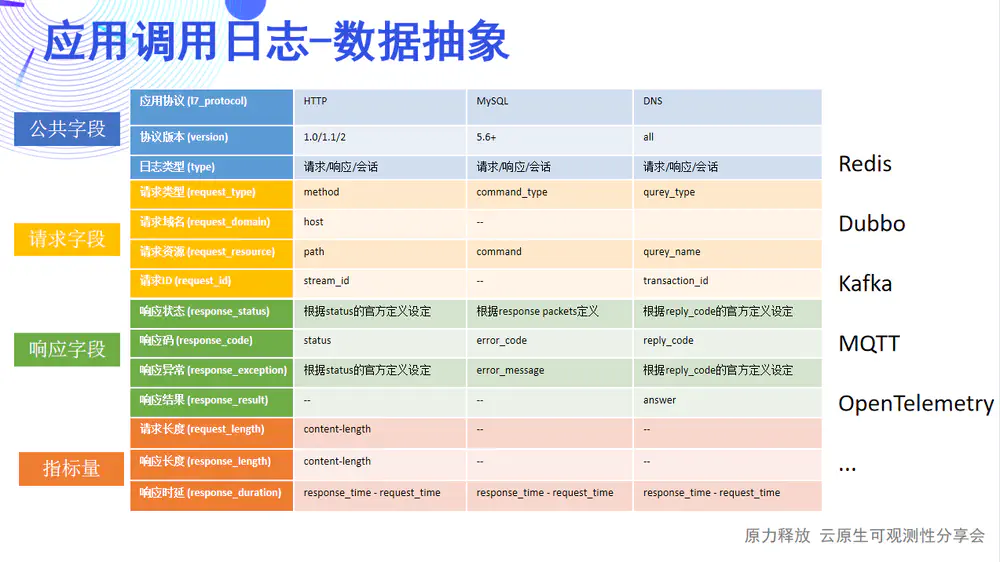 应用调用日志–数据抽象
公共字段
应用协议 (l7_protocol) HTTP MySQL DNS
协议版本 (version) 1.0/1.1/2 5.6+ all
日志类型 (type) 请求/响应/会话 请求/响应/会话 请求/响应/会话
请求字段
请求类型 (request_type) method command_type qurey_type
请求域名 (request_domain) host --
请求资源 (request_resource) path command qurey_name
请求ID (request_id) stream_id -- transaction_id
响应字段
响应状态 (response_status) 根据status的官方定义设定 根据response packets定义 根据reply_code的官方定义设定
响应码 (response_code) status error_code reply_code
响应异常 (response_exception) 根据status的官方定义设定 error_message 根据reply_code的官方定义设定
响应结果 (response_result) -- -- answer
指标量
请求长度 (request_length) content-length -- --
响应长度 (response_length) content-length -- --
响应时延 (response_duration) response_time - request_time response_time - request_time response_time - request_time
Redis
Dubbo
Kafka
MQTT
OpenTelemetry
...
原力释放 云原生可观测性分享会